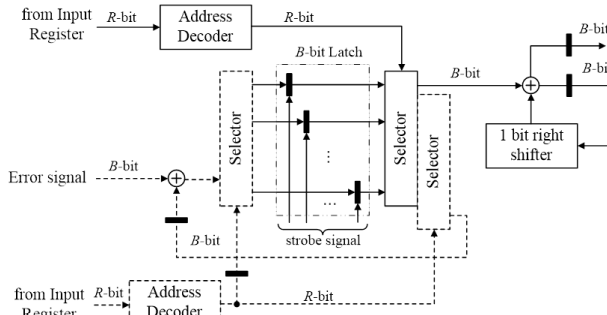 from Input
Register
R-bit
Address
Decoder
R-bit
B-bit Latch
B-bit
B-bit
B-bit
Selector
Selector
Selector
1 bit right
shifter
Error signal
B-bit
...
...
strobe signal
B-bit
from Input
Register
R-bit
Address
Decoder
R-bit